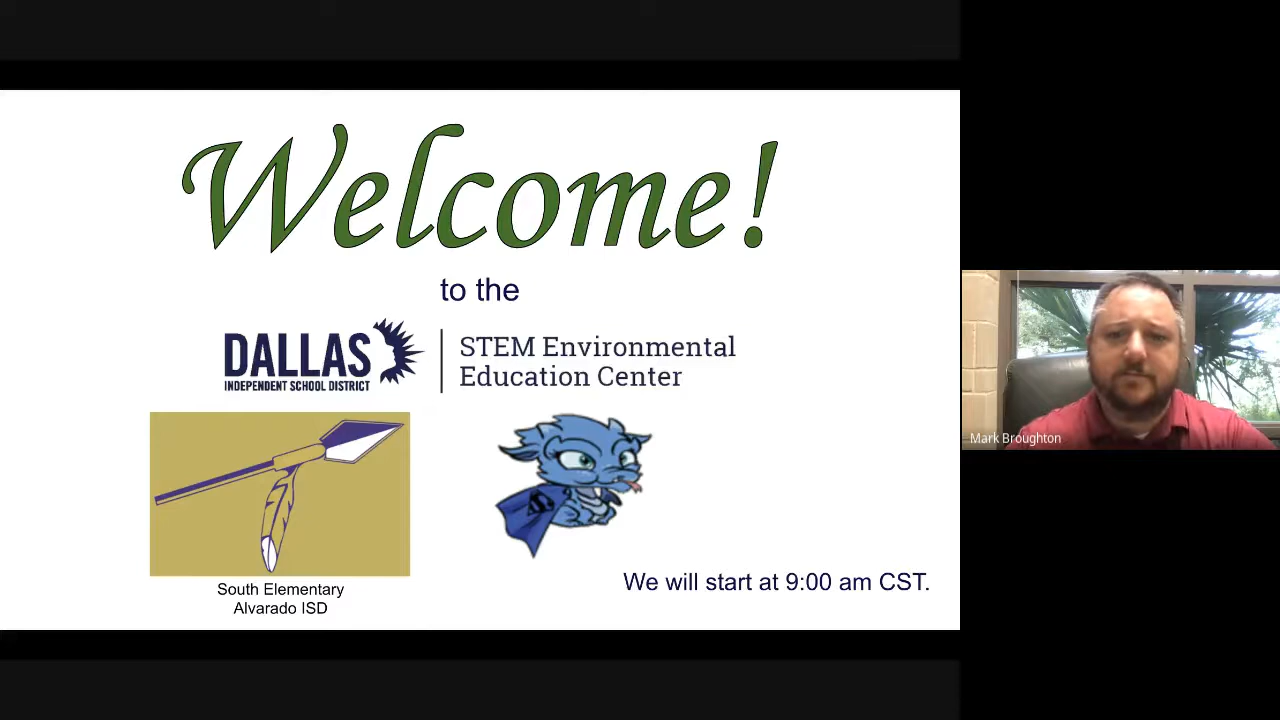 Welcome!
to the
DALLAS
INDEPENDENT SCHOOL DISTRICT
STEM Environmental
Education Center
South Elementary
Alvarado ISD
We will start at 9:00 am CST.
Mark Broughton